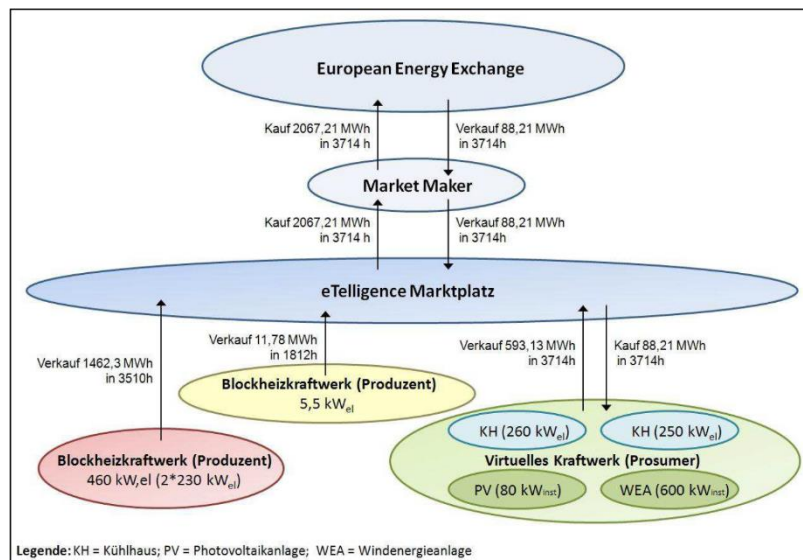 European Energy Exchange
Kauf 2067,21 MWh
in 3714 h
Verkauf 88,21 MWh
in 3714h
Market Maker
Kauf 2067,21 MWh
in 3714 h
Verkauf 88,21 MWh
in 3714h
eTelligence Marktplatz
Verkauf 1462,3 MWh
in 3510h
Verkauf 11,78 MWh
in 1812h
Verkauf 593,13 MWh
in 3714h
Kauf 88,21 MWh
in 3714h
Blockheizkraftwerk (Produzent)
5,5 kWel
Blockheizkraftwerk (Produzent)
460 kW,el (2*230 kWel)
KH (260 kWel)
KH (250 kWel)
Virtuelles Kraftwerk (Prosumer)
PV (80 kWinst)
WEA (600 kWinst)
Legende: KH = Kühlhaus; PV = Photovoltaikanlage; WEA = Windenergieanlage